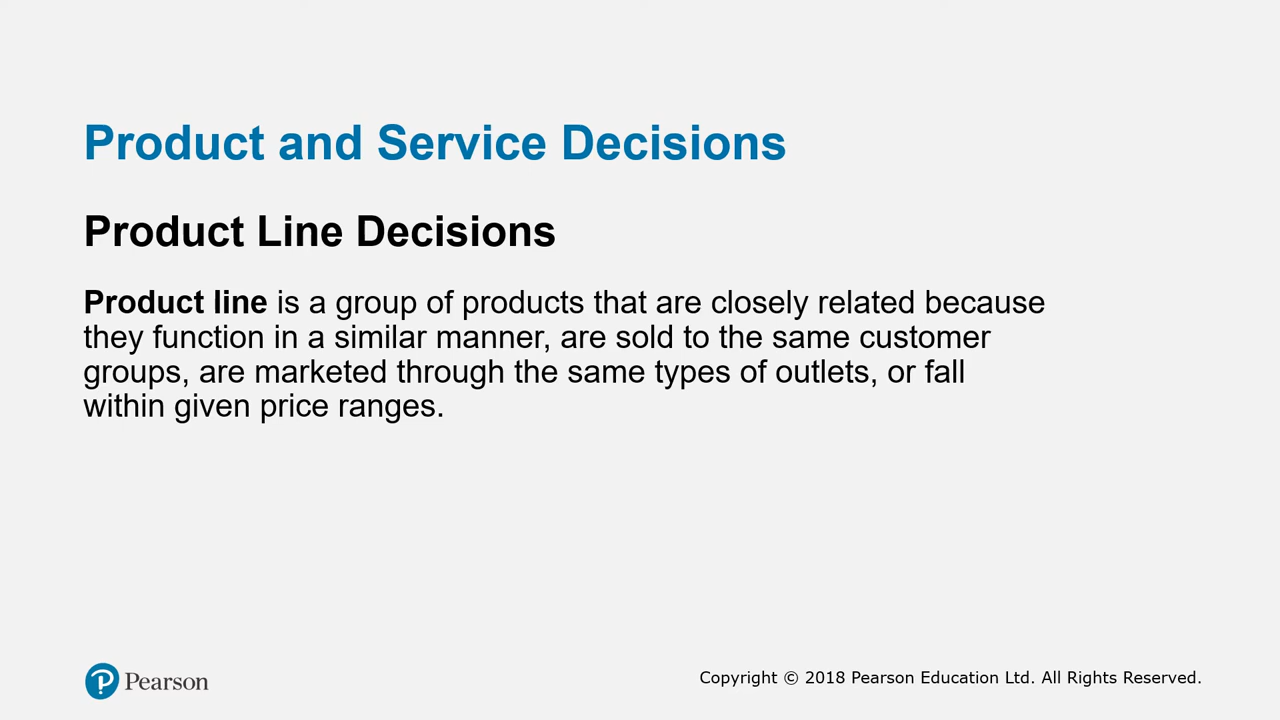 Product and Service Decisions
Product Line Decisions
Product line is a group of products that are closely related because
they function in a similar manner, are sold to the same customer
groups, are marketed through the same types of outlets, or fall
within given price ranges.
Pearson
Copyright © 2018 Pearson Education Ltd. All Rights Reserved.